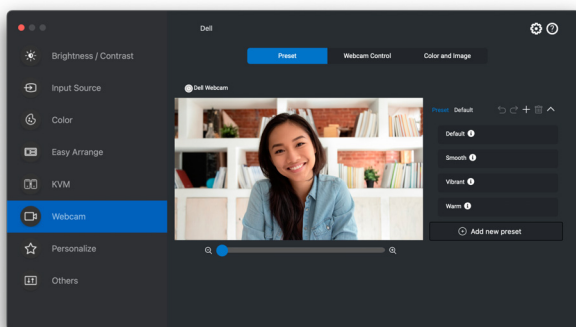 Dell
Brightness / Contrast
Input Source
Color
Easy Arrange
KVM
Webcam
Personalize
Others
Preset
Webcam Control
Color and Image
Dell Webcam
Preset Default
Default
Smooth
Vibrant
Warm
Add new preset